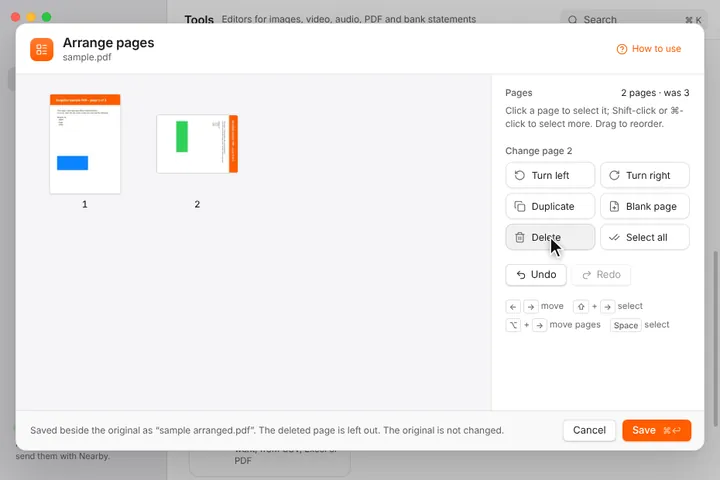 Tools Editors for images, video, audio, PDF and bank statements
Search ⌘ K
Arrange pages
sample.pdf
How to use
Pages
2 pages · was 3
Click a page to select it; Shift-click or ⌘-
click to select more. Drag to reorder.
Change page 2
Turn left
Turn right
Duplicate
Blank page
Delete
Select all
Undo
Redo
← → move ⇧ + → select
⌥ + → move pages Space select
1
2
Saved beside the original as “sample arranged.pdf”. The deleted page is left out. The original is not changed.
Cancel
Save ⌘↩
send them with Nearby.
PDF